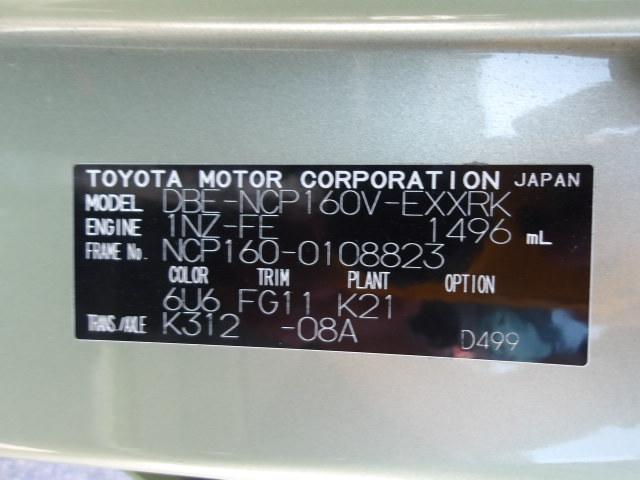 TOYOTA MOTOR CORPORATION JAPAN
MODEL DBE-NCP160V-EXXRK
ENGINE 1NZ-FE 1496 mL
FRAME No. NCP160-0108823
COLOR TRIM PLANT OPTION
6U6 FG11 K21
TRANS./AXLE K312 -08A D499